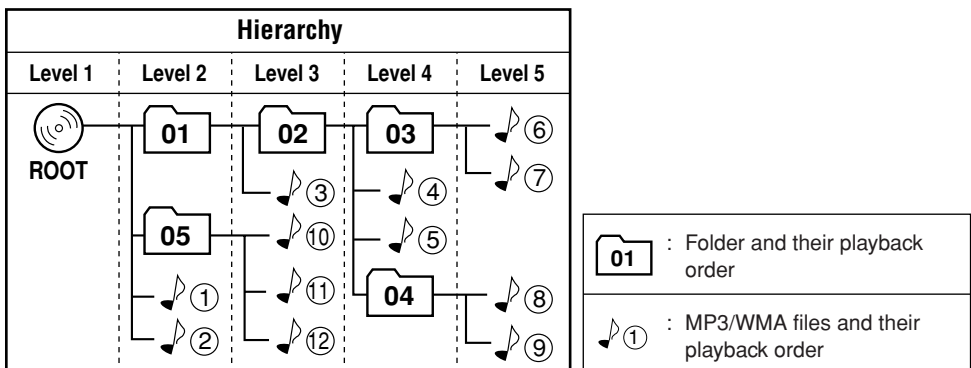 Hierarchy
Level 1 Level 2 Level 3 Level 4 Level 5
01 02 03 ⑥
ROOT ⑦
③ ④
05 ⑩ ⑤
① ⑪ 04 ⑧
② ⑫ ⑨
01 : Folder and their playback
order
① : MP3/WMA files and their
playback order